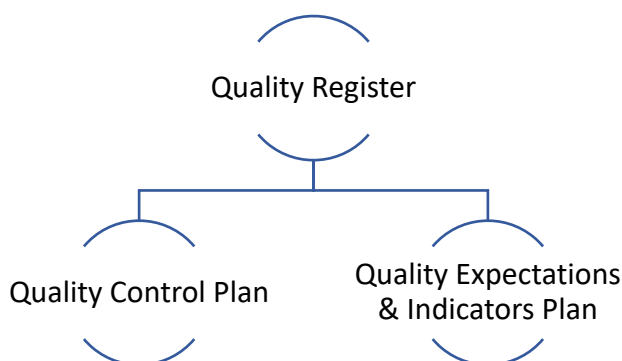 Quality Register
Quality Control Plan
Quality Expectations
& Indicators Plan